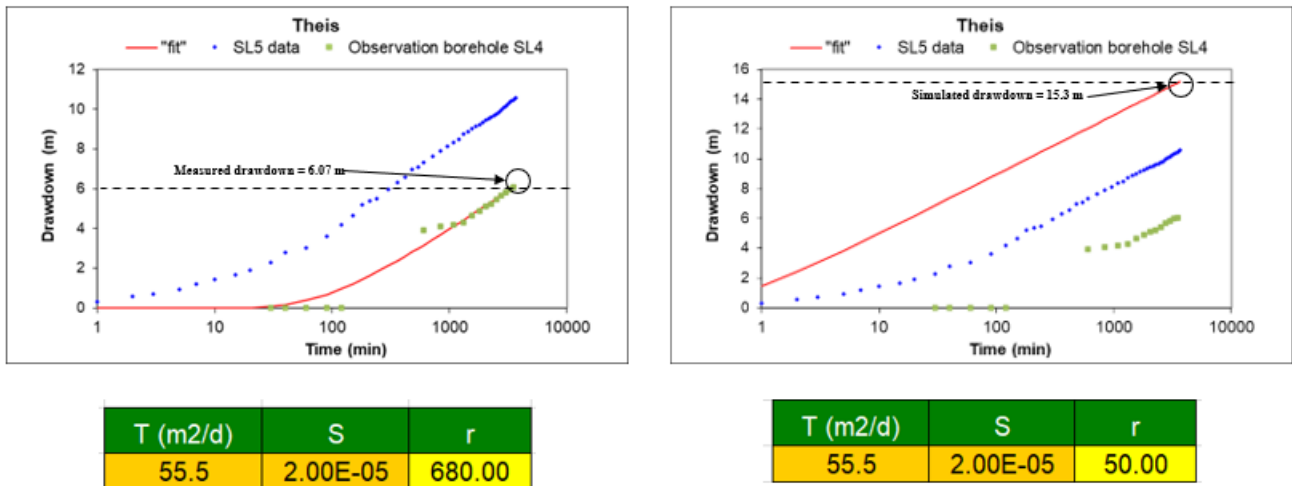 Theis
"fit" SL5 data Observation borehole SL4
12
10
8
6
4
2
0
Measured drawdown = 6.07 m
Drawdown (m)
1 10 100 1000 10000
Time (min)
T (m2/d) S r
55.5 2.00E-05 680.00
Theis
"fit" SL5 data Observation borehole SL4
16
14
12
10
8
6
4
2
0
Simulated drawdown = 15.3 m
Drawdown (m)
1 10 100 1000 10000
Time (min)
T (m2/d) S r
55.5 2.00E-05 50.00